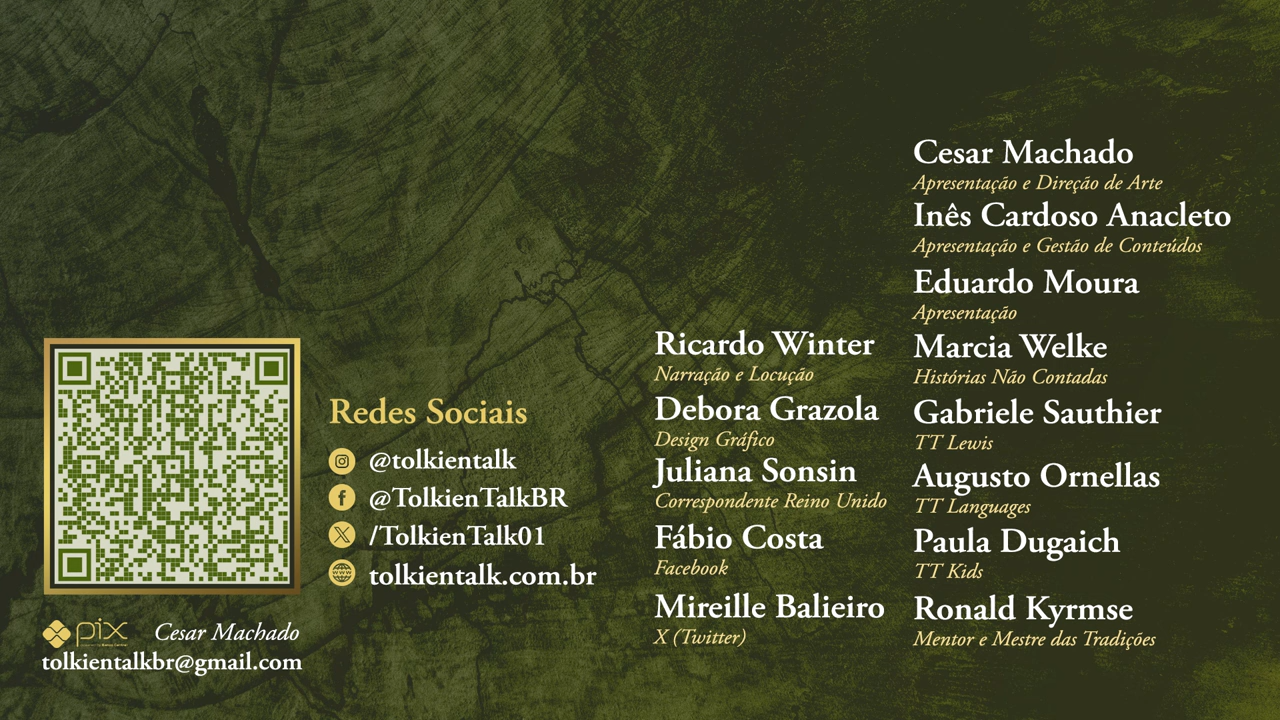 Redes Sociais
@tolkientalk
@TolkienTalkBR
/TolkienTalk01
tolkientalk.com.br
pix
Cesar Machado
tolkientalkbr@gmail.com
Ricardo Winter
Narração e Locução
Debora Grazola
Design Gráfico
Juliana Sonsin
Correspondente Reino Unido
Fábio Costa
Facebook
Mireille Balieiro
X (Twitter)
Cesar Machado
Apresentação e Direção de Arte
Inês Cardoso Anacleto
Apresentação e Gestão de Conteúdos
Eduardo Moura
Apresentação
Marcia Welke
Histórias Não Contadas
Gabriele Sauthier
TT Lewis
Augusto Ornellas
TT Languages
Paula Dugaich
TT Kids
Ronald Kyrmse
Mentor e Mestre das Tradições